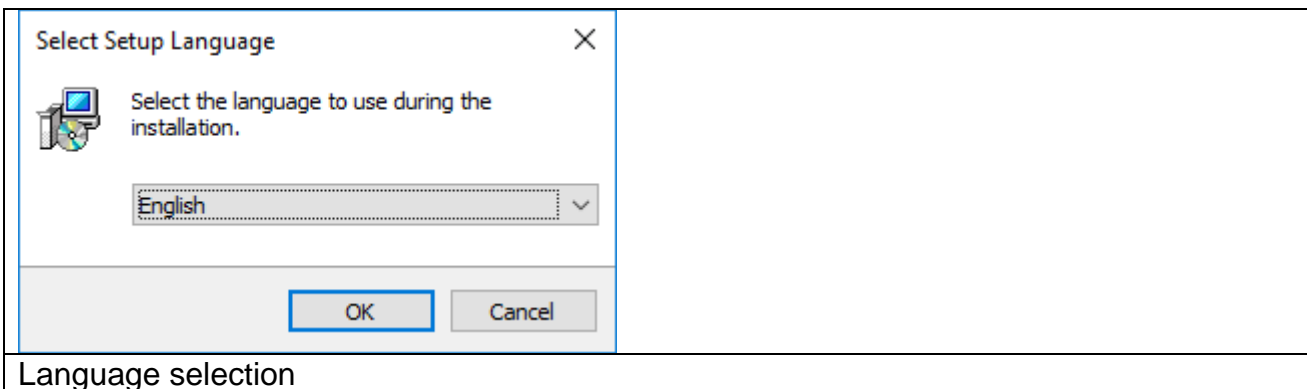 Select Setup Language
Select the language to use during the
installation.
English
OK Cancel
Language selection